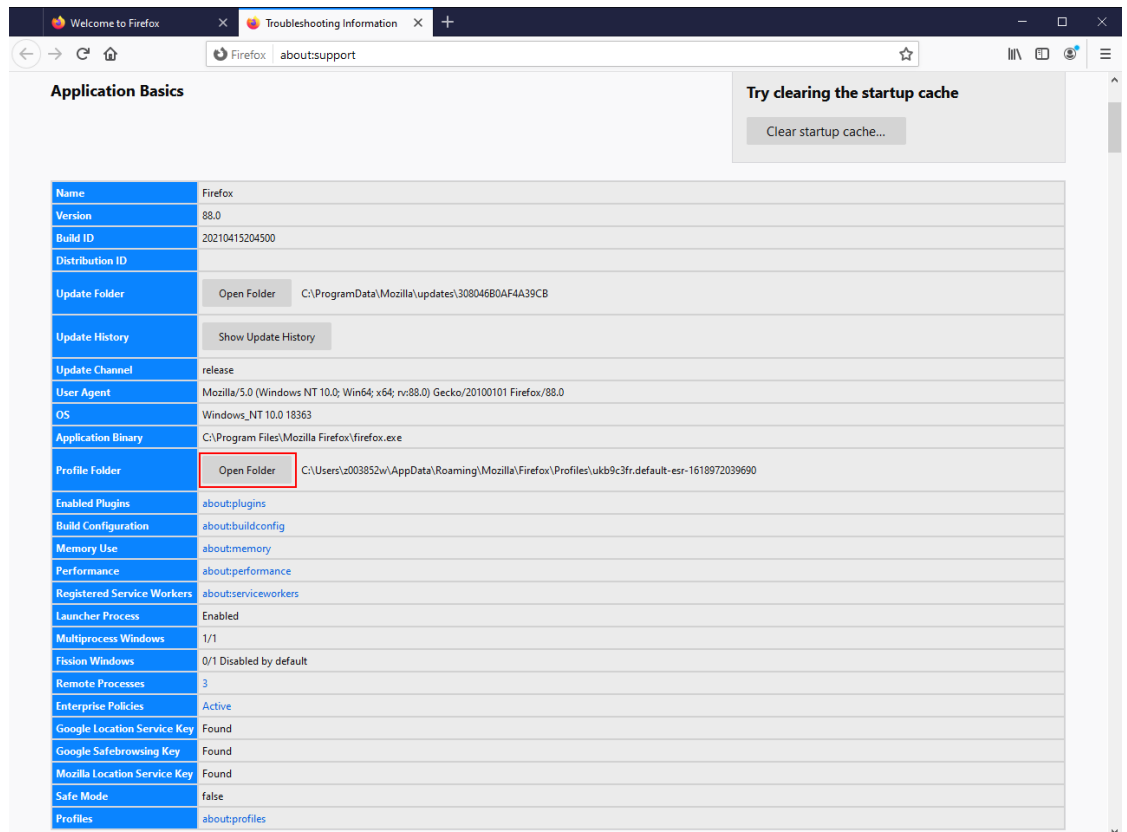 Welcome to Firefox
Troubleshooting Information
Firefox about:support
Application Basics
Try clearing the startup cache
Clear startup cache...
Name Firefox
Version 88.0
Build ID 20210415204500
Distribution ID
Update Folder Open Folder C:\ProgramData\Mozilla\updates\308046B0AF4A39CB
Update History Show Update History
Update Channel release
User Agent Mozilla/5.0 (Windows NT 10.0; Win64; x64; rv:88.0) Gecko/20100101 Firefox/88.0
OS Windows_NT 10.0 18363
Application Binary C:\Program Files\Mozilla Firefox\firefox.exe
Profile Folder Open Folder C:\Users\z003852w\AppData\Roaming\Mozilla\Firefox\Profiles\ukb9c3fr.default-esr-1618972039690
Enabled Plugins about:plugins
Build Configuration about:buildconfig
Memory Use about:memory
Performance about:performance
Registered Service Workers about:serviceworkers
Launcher Process Enabled
Multiprocess Windows 1/1
Fission Windows 0/1 Disabled by default
Remote Processes 3
Enterprise Policies Active
Google Location Service Key Found
Google Safebrowsing Key Found
Mozilla Location Service Key Found
Safe Mode false
Profiles about:profiles